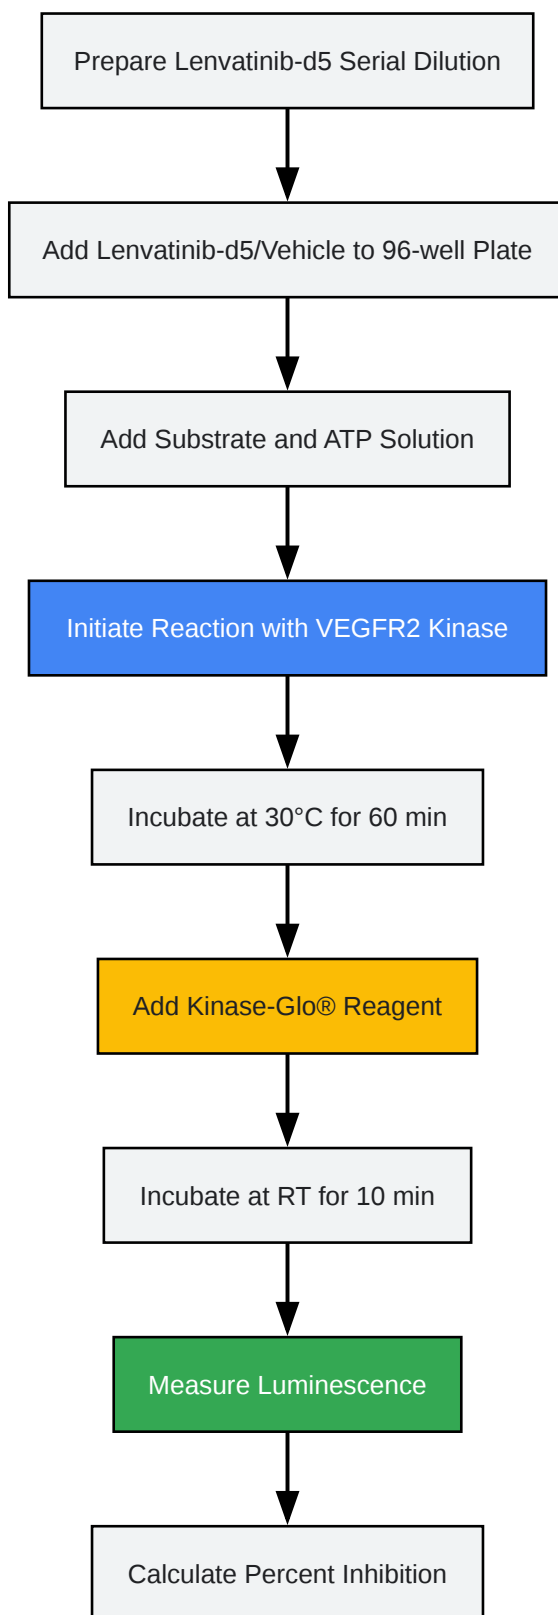 Prepare Lenvatinib-d5 Serial Dilution
Add Lenvatinib-d5/Vehicle to 96-well Plate
Add Substrate and ATP Solution
Initiate Reaction with VEGFR2 Kinase
Incubate at 30°C for 60 min
Add Kinase-Glo® Reagent
Incubate at RT for 10 min
Measure Luminescence
Calculate Percent Inhibition